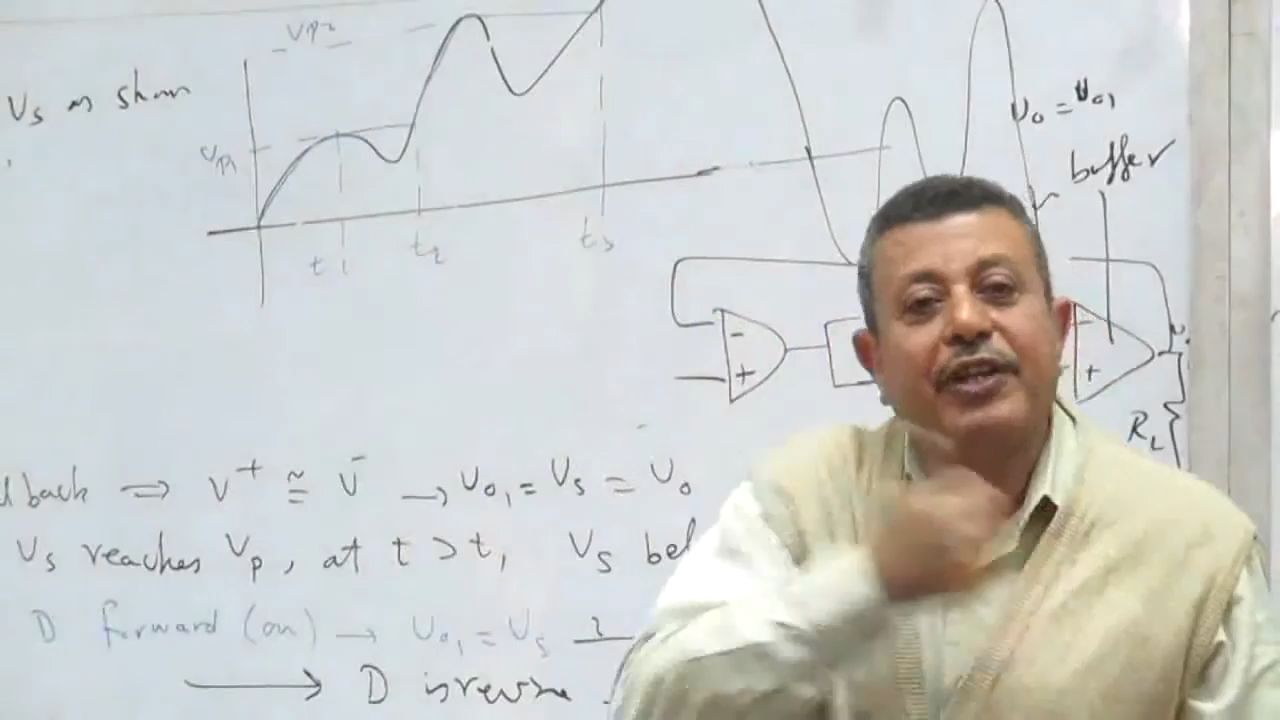 VP2
Vs as shown
VP1
t1
t2
t3
Vo = Vo1
buffer
-
+
-
+
RL
back ⇒ V+ ≅ V- → Vo1 = Vs = Vo
Vs reaches Vp, at t > t1 Vs bel
D forward (on) → Vo1 = Vs
→ D is reverse